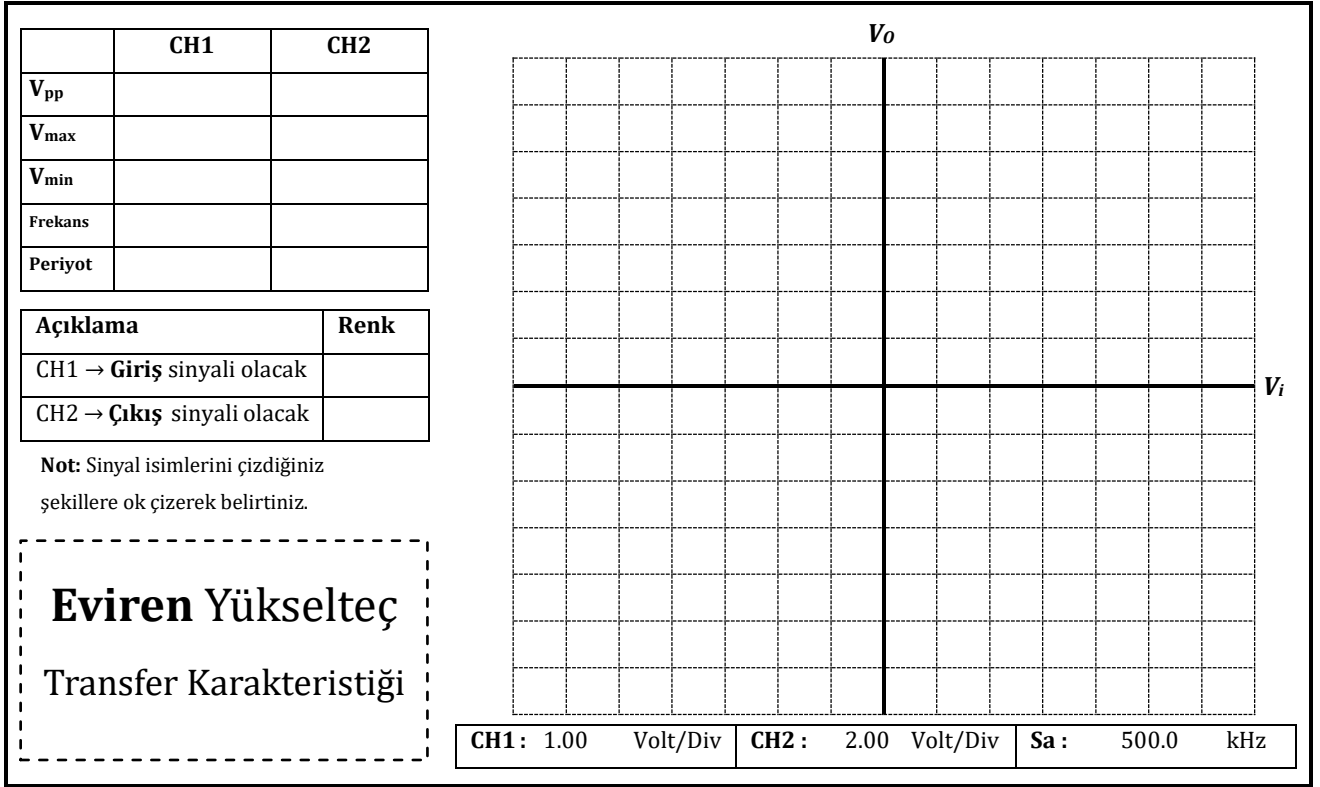 CH1 CH2
Vpp
Vmax
Vmin
Frekans
Periyot
Açıklama Renk
CH1 → Giriş sinyali olacak
CH2 → Çıkış sinyali olacak
Not: Sinyal isimlerini çizdiğiniz
şekillere ok çizerek belirtiniz.
Eviren Yükselteç
Transfer Karakteristiği
VO
Vi
CH1 : 1.00 Volt/Div CH2 : 2.00 Volt/Div Sa : 500.0 kHz